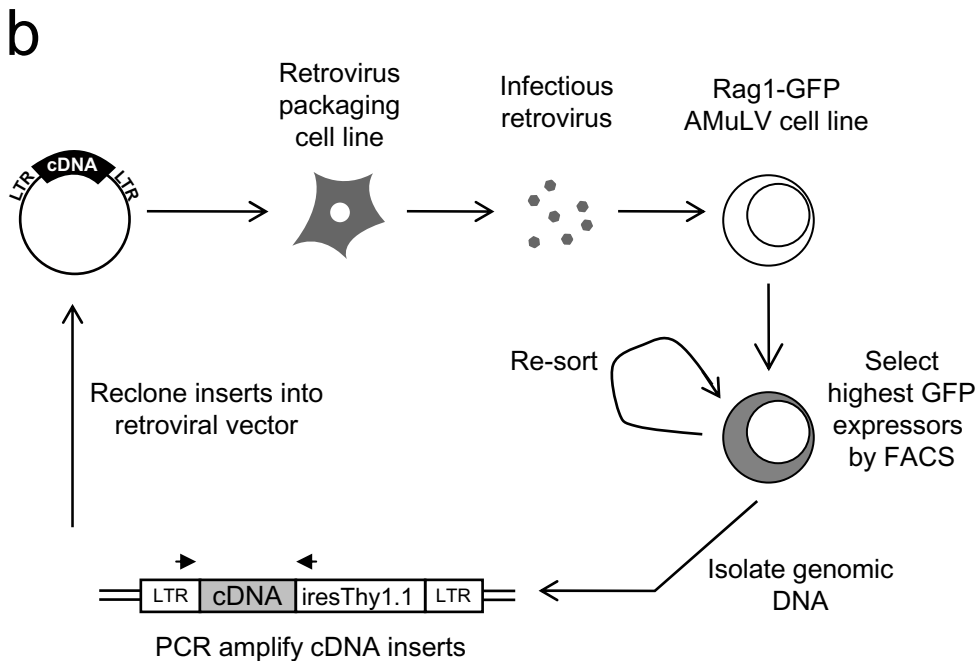 b
Retrovirus
packaging
cell line
Infectious
retrovirus
Rag1-GFP
AMuLV cell line
LTR
cDNA
LTR
Re-sort
Select
highest GFP
expressors
by FACS
Reclone inserts into
retroviral vector
Isolate genomic
DNA
LTR cDNA iresThy1.1 LTR
PCR amplify cDNA inserts